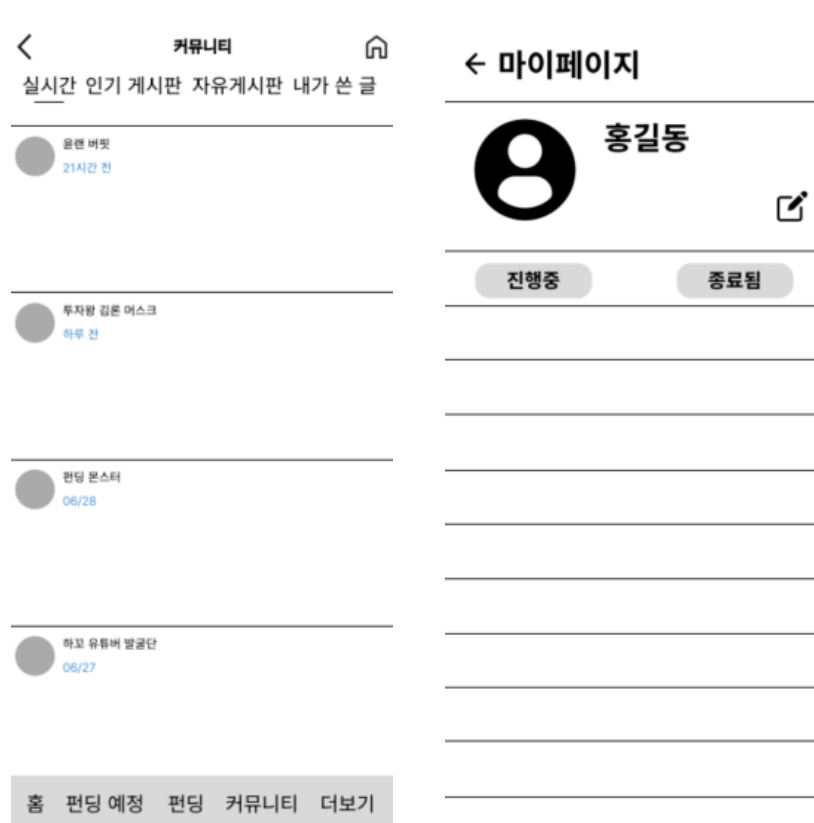 커뮤니티
실시간 인기 게시판 자유게시판 내가 쓴 글
윤랜 버핏
21시간 전
투자왕 김론 머스크
하루 전
펀딩 몬스터
06/28
하꼬 유튜버 발굴단
06/27
홈 펀딩 예정 펀딩 커뮤니티 더보기
마이페이지
홍길동
진행중 종료됨